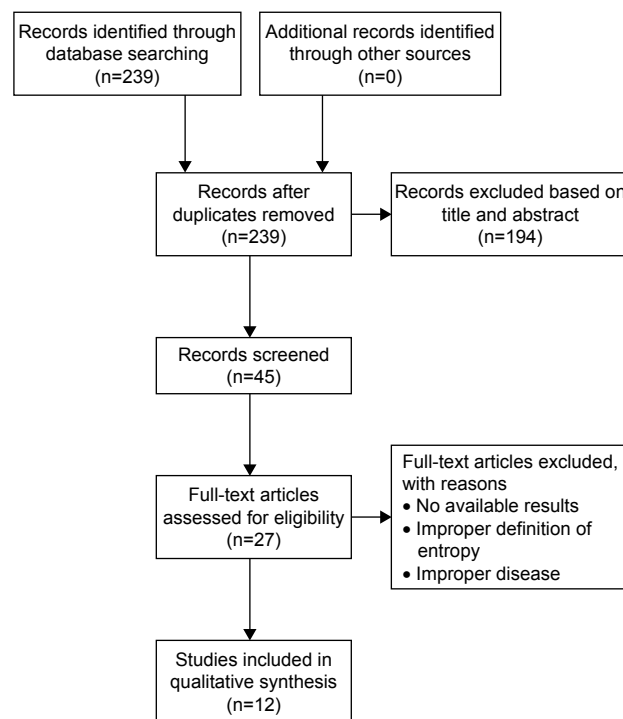 Records identified through
database searching
(n=239)
Additional records identified
through other sources
(n=0)
Records after
duplicates removed
(n=239)
Records excluded based on
title and abstract
(n=194)
Records screened
(n=45)
Full-text articles
assessed for eligibility
(n=27)
Full-text articles excluded,
with reasons
• No available results
• Improper definition of
entropy
• Improper disease
Studies included in
qualitative synthesis
(n=12)